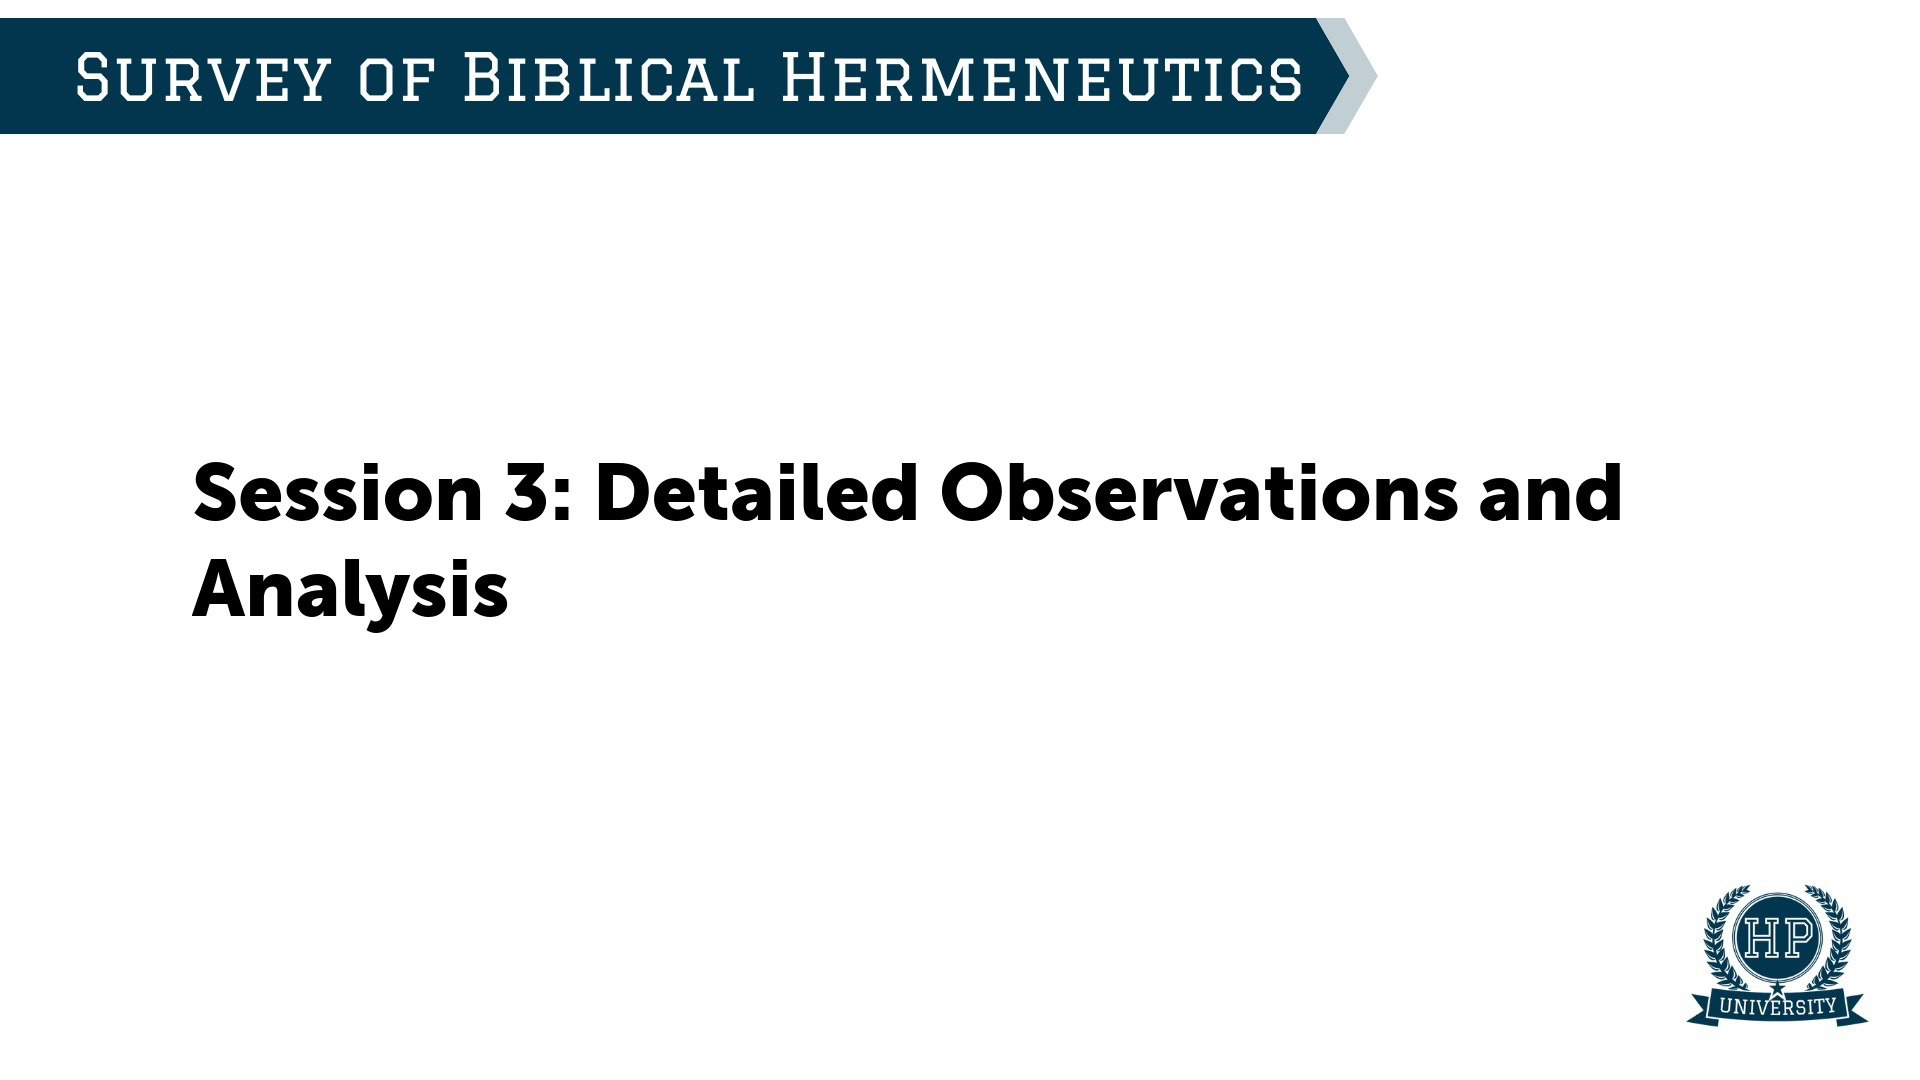 Survey of Biblical Hermeneutics
Session 3: Detailed Observations and
Analysis
HP
UNIVERSITY